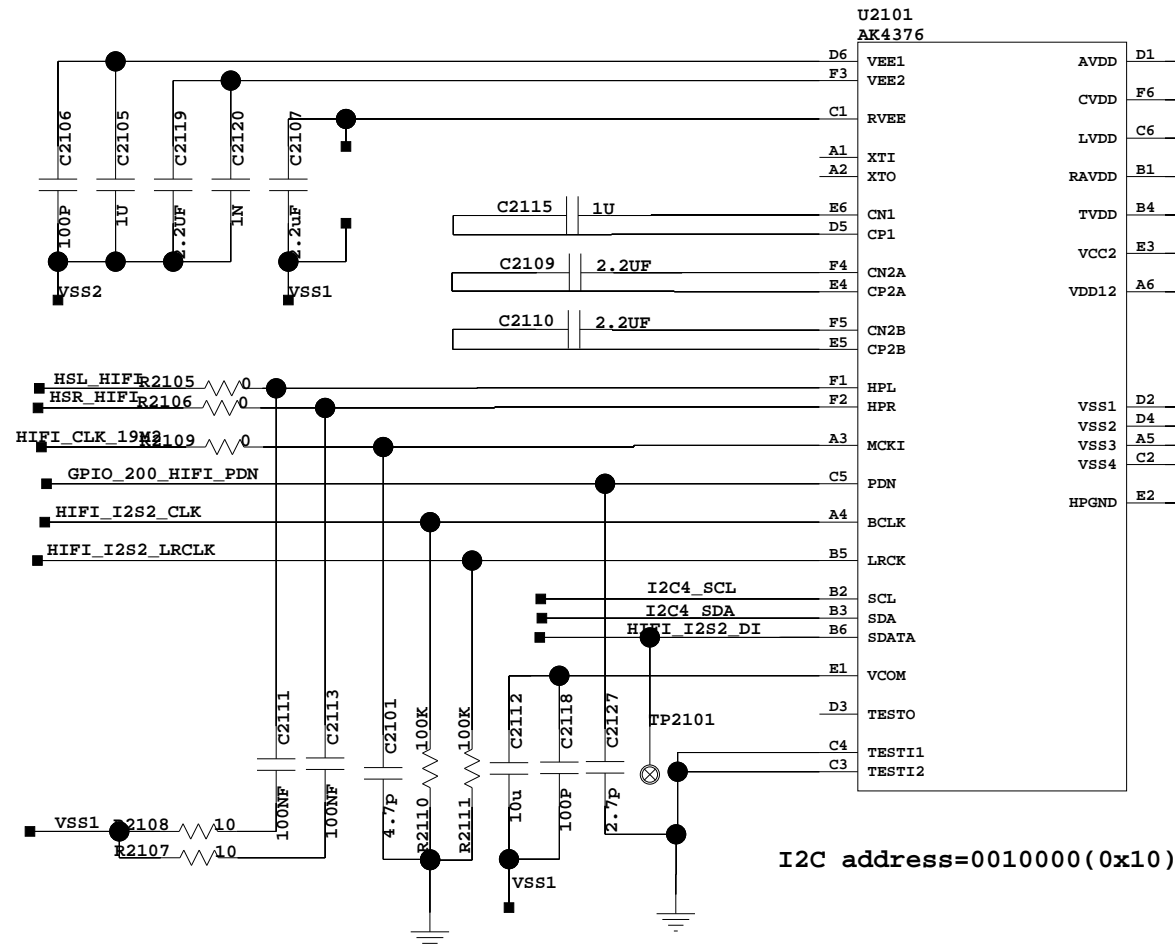 U2101
AK4376
D6 VEE1
F3 VEE2
C1 RVEE
A1 XTI
A2 XTO
E6 CN1
D5 CP1
F4 CN2A
E4 CP2A
F5 CN2B
E5 CP2B
F1 HPL
F2 HPR
A3 MCKI
C5 PDN
A4 BCLK
B5 LRCK
B2 SCL
B3 SDA
B6 SDATA
E1 VCOM
D3 TESTO
C4 TESTI1
C3 TESTI2
AVDD D1
CVDD F6
LVDD C6
RAVDD B1
TVDD B4
VCC2 E3
VDD12 A6
VSS1 D2
VSS2 D4
VSS3 A5
VSS4 C2
HPGND E2
C2106
100P
C2105
1U
C2119
2.2UF
C2120
1N
C2107
2.2uF
VSS2
VSS1
C2115 1U
C2109 2.2UF
C2110 2.2UF
HSL_HIFI R2105 0
HSR_HIFI R2106 0
HIFI_CLK_19M2 R2109 0
GPIO_200_HIFI_PDN
HIFI_I2S2_CLK
HIFI_I2S2_LRCLK
I2C4_SCL
I2C4_SDA
HIFI_I2S2_DI
C2111
100NF
C2113
100NF
C2101
4.7p
100K
R2110
100K
R2111
C2112
10u
C2118
100P
C2127
2.7p
TP2101
VSS1 R2108 10
R2107 10
VSS1
I2C address=0010000(0x10)